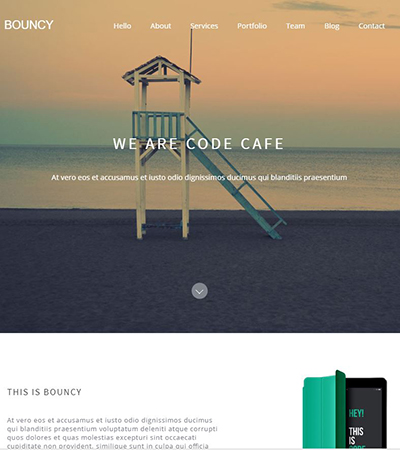 BOUNCY
Hello About Services Portfolio Team Blog Contact
WE ARE CODE CAFE
At vero eos et accusamus et iusto odio dignissimos ducimus qui blanditiis praesentium
THIS IS BOUNCY
At vero eos et accusamus et iusto odio dignissimos ducimus
qui blanditiis praesentium voluptatum deleniti atque corrupti
quos dolores et quas molestias excepturi sint occaecati
cupiditate non provident, similique sunt in culpa qui officia
HEY!
THIS
IS
CODE